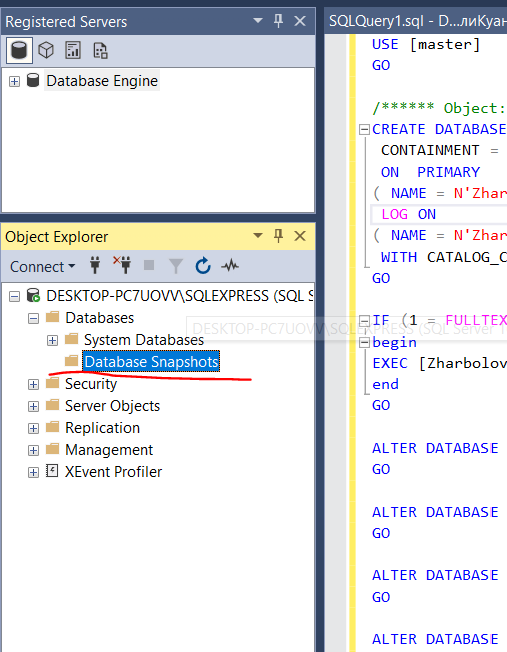 Registered Servers
Database Engine
Object Explorer
Connect
DESKTOP-PC7UOVV\SQLEXPRESS (SQL S
Databases
System Databases
Database Snapshots
Security
Server Objects
Replication
Management
XEvent Profiler
DESKTOP-PC7UOVV\SQLEXPRESS (SQL Server 1
SQLQuery1.sql - D...лиКуан
USE [master]
GO
/****** Object:
CREATE DATABASE
CONTAINMENT =
ON PRIMARY
( NAME = N'Zhar
LOG ON
( NAME = N'Zhar
WITH CATALOG_C
GO
IF (1 = FULLTEX
begin
EXEC [Zharbolov
end
GO
ALTER DATABASE
GO
ALTER DATABASE
GO
ALTER DATABASE
GO
ALTER DATABASE